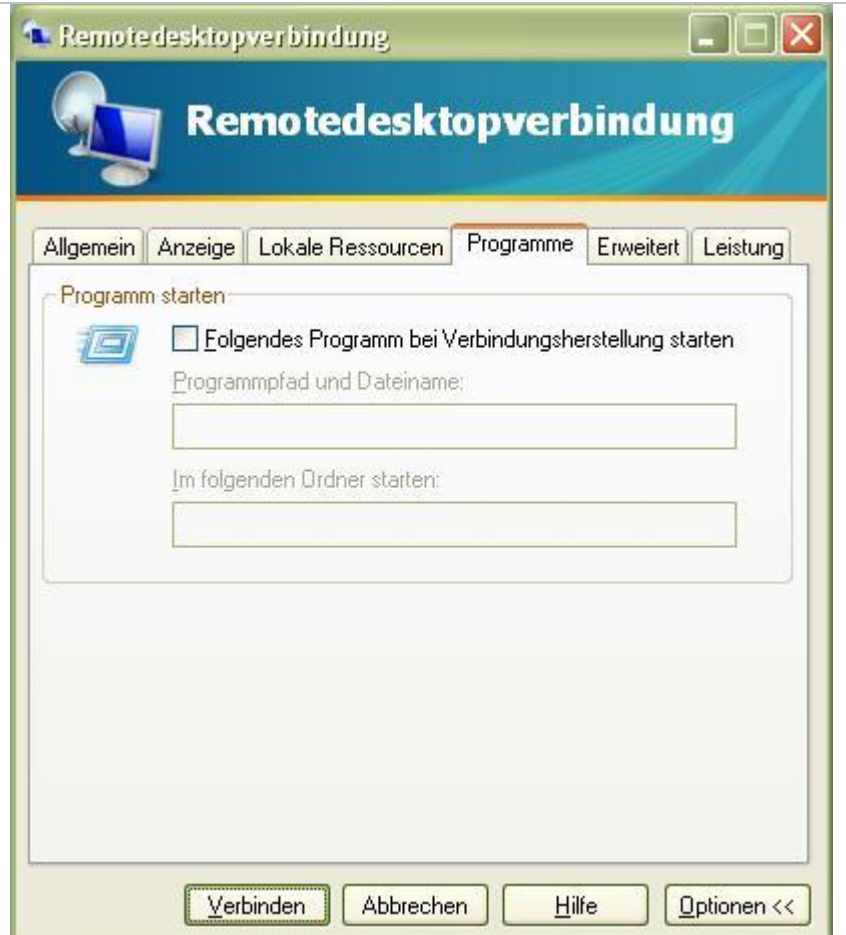 Remotedesktopverbindung
Remotedesktopverbindung
Allgemein Anzeige Lokale Ressourcen Programme Erweitert Leistung
Programm starten
Folgendes Programm bei Verbindungsherstellung starten
Programmpfad und Dateiname:
Im folgenden Ordner starten:
Verbinden Abbrechen Hilfe Optionen <<